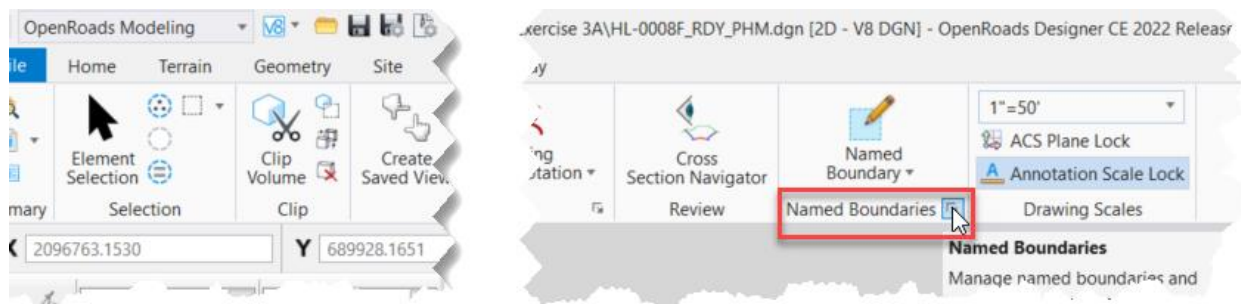 OpenRoads Modeling
Home Terrain Geometry Site
Element Selection
Clip Volume
Create Saved View
Selection
Clip
X 2096763.1530
Y 689928.1651
Exercise 3A\HL-0008F_RDY_PHM.dgn [2D - V8 DGN] - OpenRoads Designer CE 2022 Release
Cross Section Navigator
Named Boundary
1"=50'
ACS Plane Lock
Annotation Scale Lock
Review
Named Boundaries
Drawing Scales
Named Boundaries
Manage named boundaries and